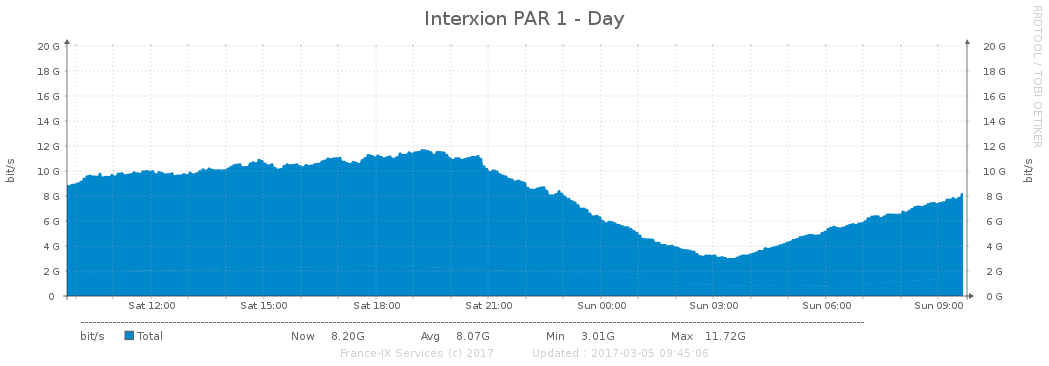 Interxion PAR 1 - Day
RRDTOOL / TOBI OETIKER
20 G 20 G
18 G 18 G
16 G 16 G
14 G 14 G
12 G 12 G
10 G 10 G
8 G 8 G
6 G 6 G
4 G 4 G
2 G 2 G
0 0 G
bit/s
bit/s
Sat 12:00 Sat 15:00 Sat 18:00 Sat 21:00 Sun 00:00 Sun 03:00 Sun 06:00 Sun 09:00
bit/s Total Now 8.20G Avg 8.07G Min 3.01G Max 11.72G
France-IX Services (c) 2017 Updated : 2017-03-05 09:45:06